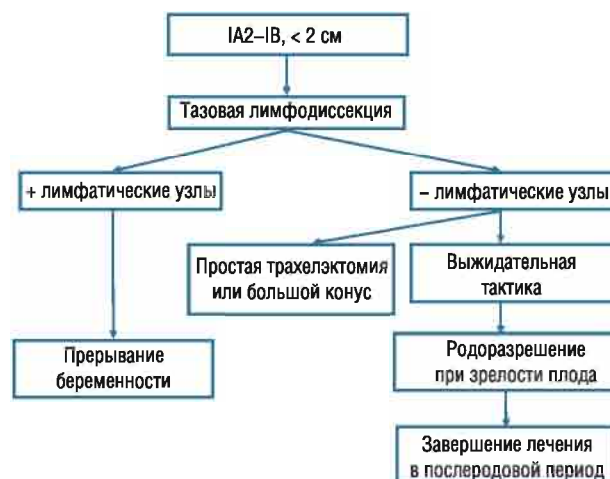 IA2–IB, < 2 см
Тазовая лимфодиссекция
+ лимфатические узлы
– лимфатические узлы
Простая трахелэктомия
или большой конус
Выжидательная
тактика
Прерывание
беременности
Родоразрешение
при зрелости плода
Завершение лечения
в послеродовой период